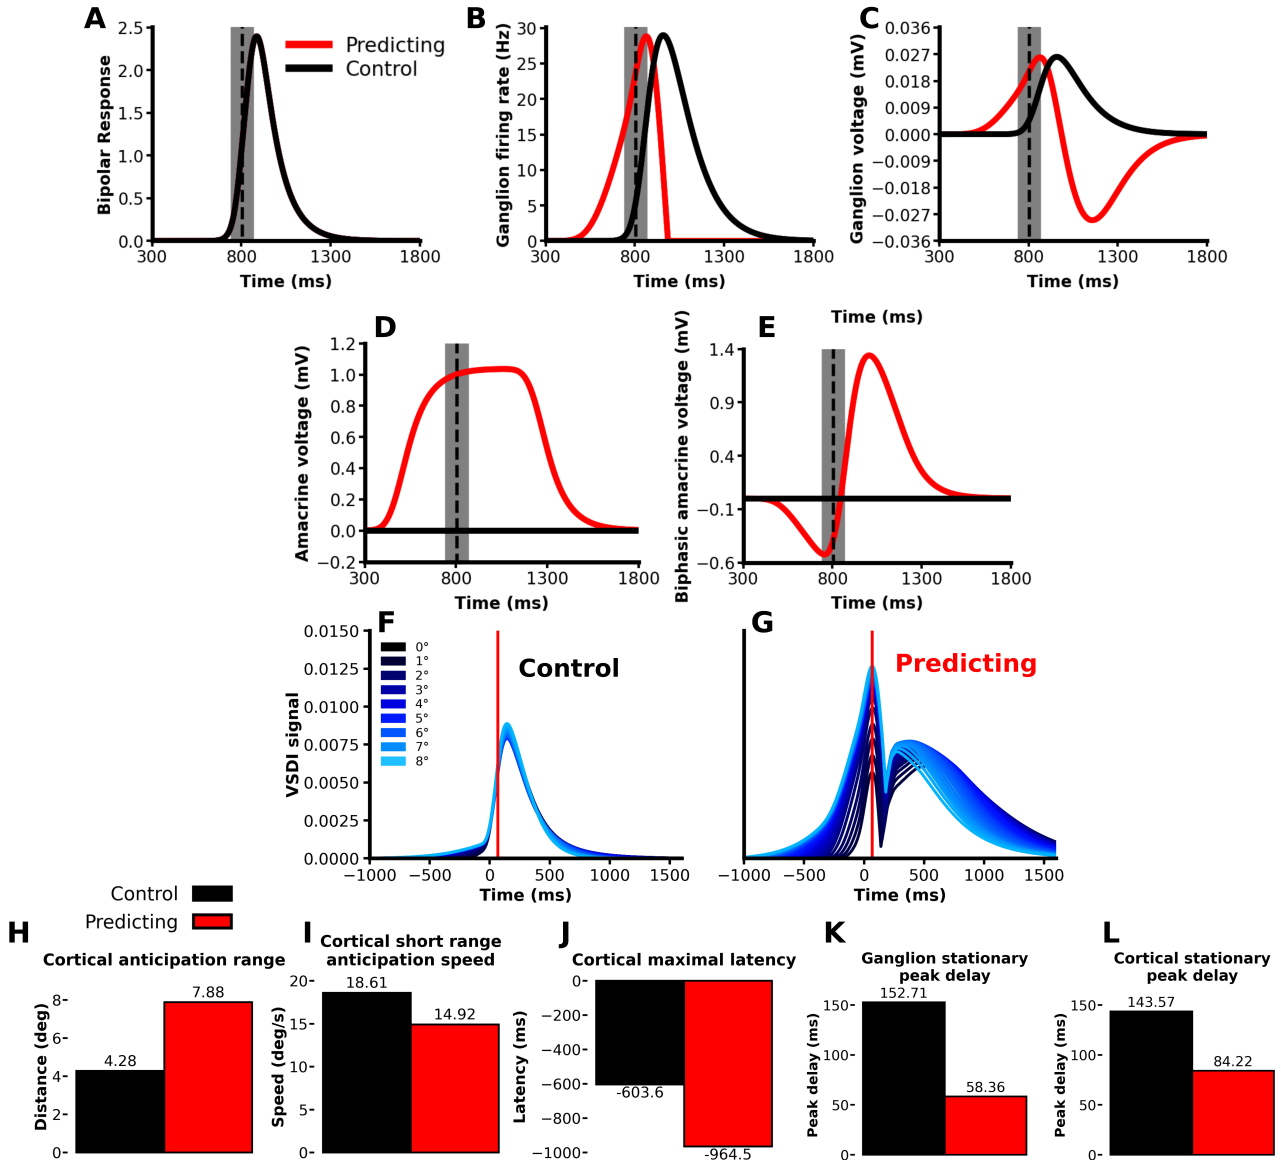 A
B
C
2.5
2.0
1.5
1.0
0.5
0.0
Bipolar Response
300 800 1300 1800
Time (ms)
Predicting
Control
30
25
20
15
10
5
0
Ganglion firing rate (Hz)
300 800 1300 1800
Time (ms)
0.036
0.027
0.018
0.009
0.000
−0.009
−0.018
−0.027
−0.036
Ganglion voltage (mV)
300 800 1300 1800
Time (ms)
D
1.2
1.0
0.8
0.6
0.4
0.2
0.0
−0.2
Amacrine voltage (mV)
300 800 1300 1800
Time (ms)
E
Time (ms)
1.4
0.9
0.4
−0.1
−0.6
Biphasic amacrine voltage (mV)
300 800 1300 1800
Time (ms)
F
0.0150
0.0125
0.0100
0.0075
0.0050
0.0025
0.0000
VSDI signal
0°
1°
2°
3°
4°
5°
6°
7°
8°
Control
−1000 −500 0 500 1000 1500
Time (ms)
G
Predicting
−1000 −500 0 500 1000 1500
Time (ms)
Control
Predicting
H
Cortical anticipation range
8
6
4
2
0
Distance (deg)
4.28
7.88
I
Cortical short range
anticipation speed
20
15
10
5
0
Speed (deg/s)
18.61
14.92
J
Cortical maximal latency
0
−200
−400
−600
−800
−1000
Latency (ms)
-603.6
-964.5
K
Ganglion stationary
peak delay
150
100
50
0
Peak delay (ms)
152.71
58.36
L
Cortical stationary
peak delay
150
100
50
0
Peak delay (ms)
143.57
84.22